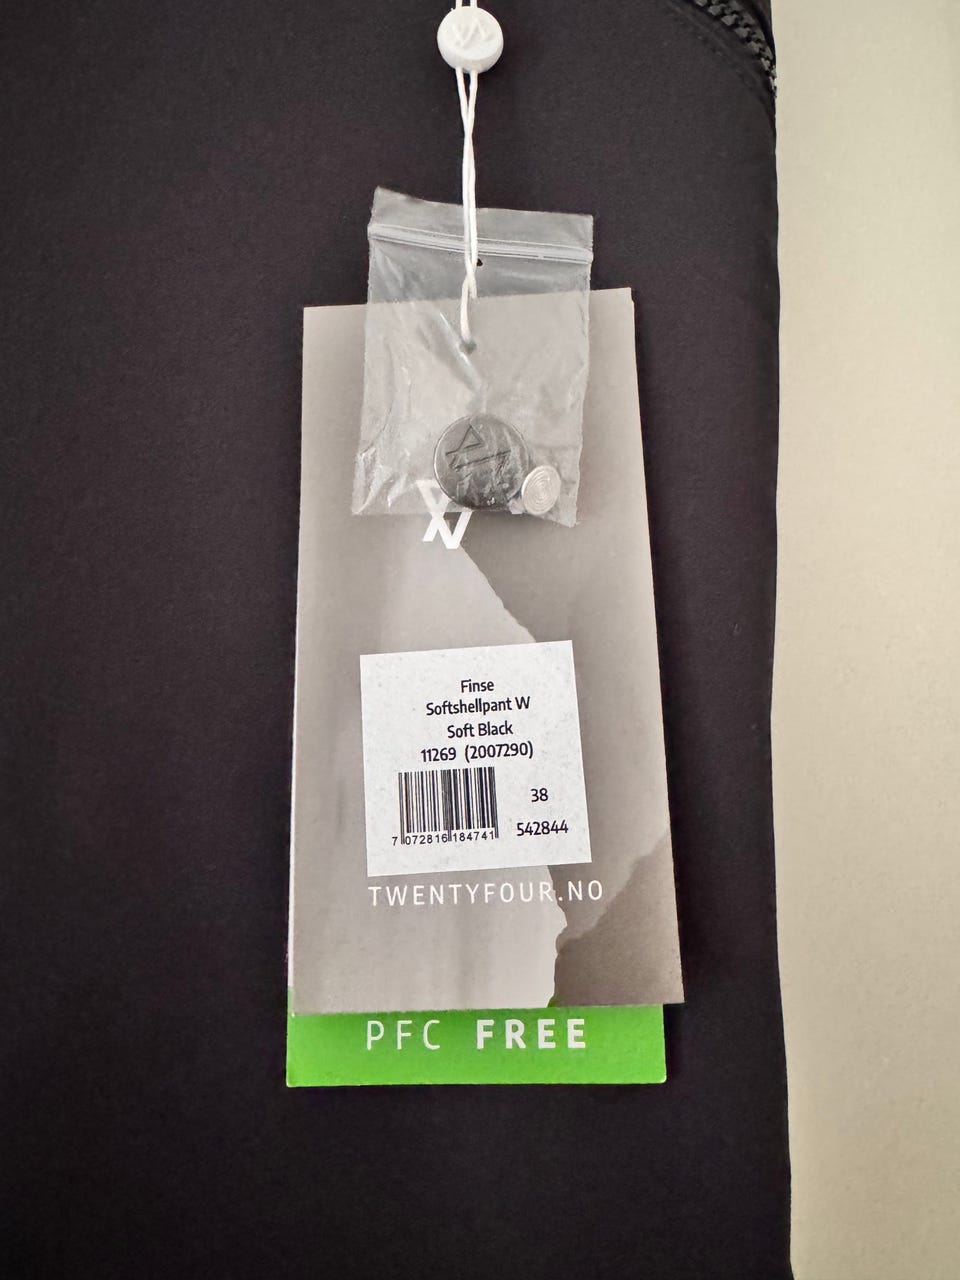 Finse
Softshellpant W
Soft Black
11269 (2007290)
38
7 072816 184741
542844
TWENTYFOUR.NO
PFC FREE